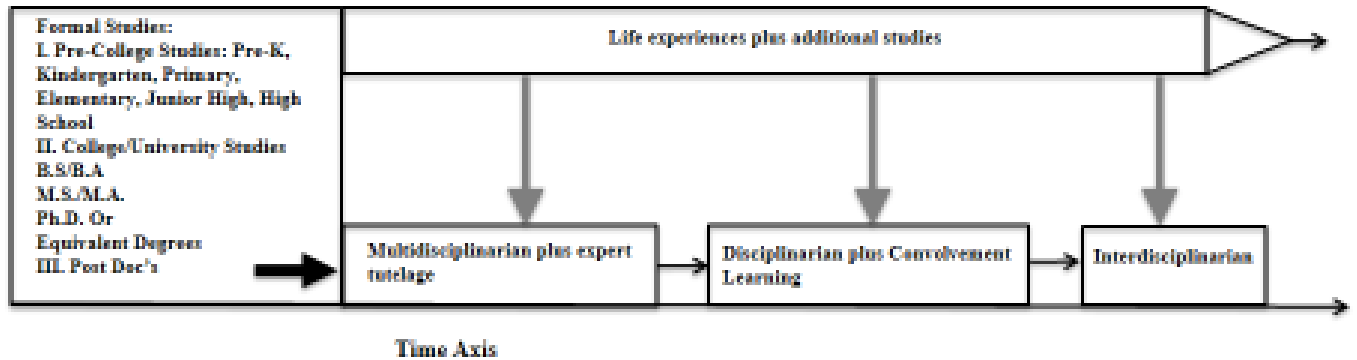 Formal Studies:
I. Pre-College Studies: Pre-K,
Kindergarten, Primary,
Elementary, Junior High, High
School
II. College/University Studies
B.S/B.A
M.S./M.A.
Ph.D. Or
Equivalent Degrees
III. Post Doc's
Life experiences plus additional studies
Multidisciplinarian plus expert
tutelage
Disciplinarian plus Convolvement
Learning
Interdisciplinarian
Time Axis